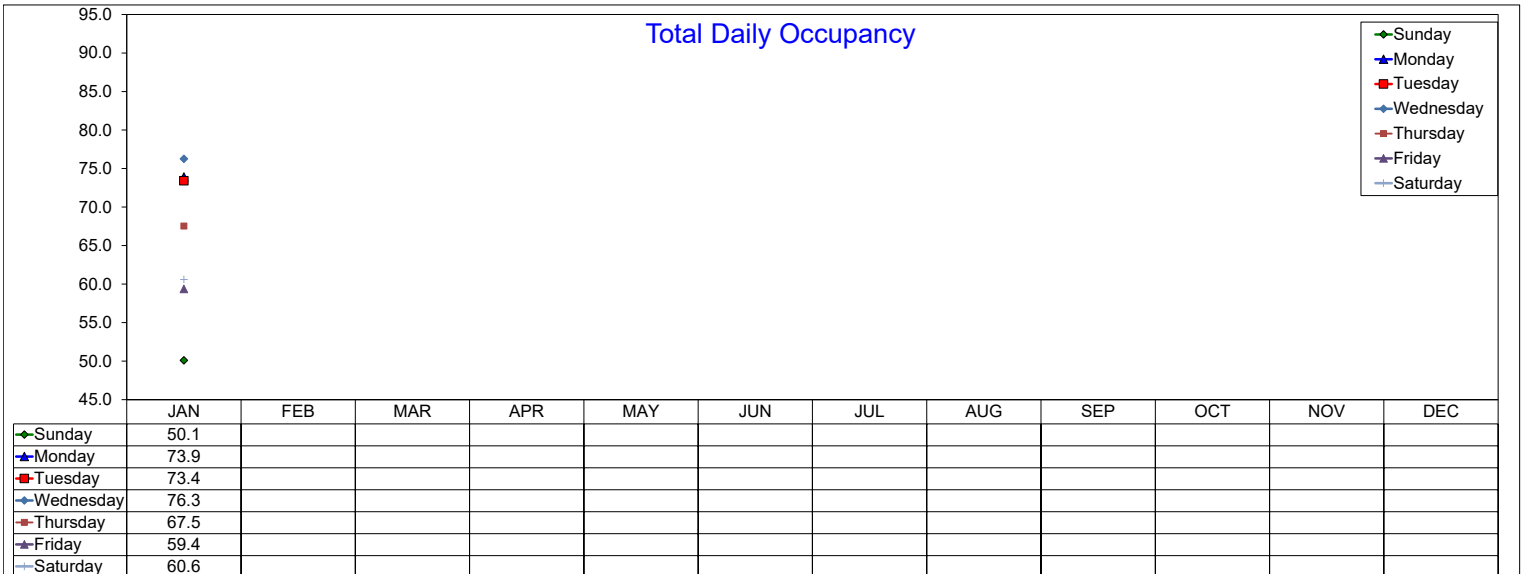 Total Daily Occupancy
95.0
90.0
85.0
80.0
75.0
70.0
65.0
60.0
55.0
50.0
45.0
Sunday
Monday
Tuesday
Wednesday
Thursday
Friday
Saturday
JAN FEB MAR APR MAY JUN JUL AUG SEP OCT NOV DEC
Sunday 50.1
Monday 73.9
Tuesday 73.4
Wednesday 76.3
Thursday 67.5
Friday 59.4
Saturday 60.6